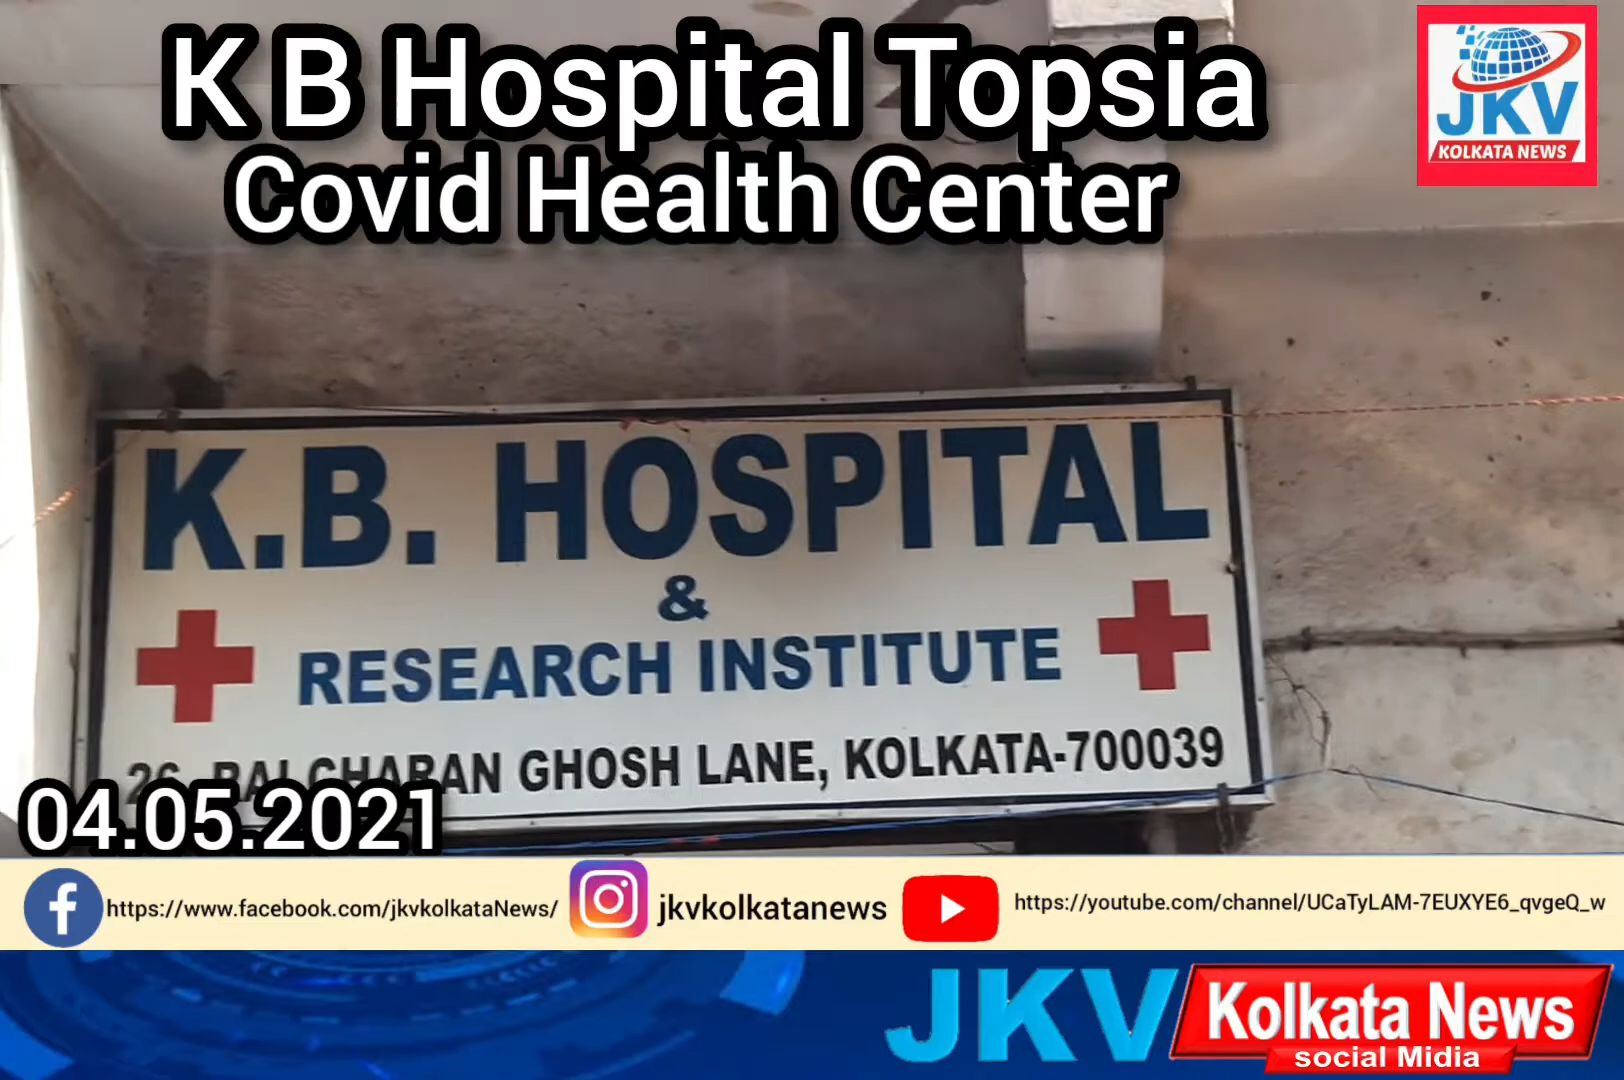 K B Hospital Topsia
Covid Health Center
JKV
KOLKATA NEWS
K.B. HOSPITAL
&
RESEARCH INSTITUTE
GHOSH LANE, KOLKATA-700039
04.05.2021
https://www.facebook.com/jkvkolkataNews/
jkvkolkatanews
https://youtube.com/channel/UCaTyLAM-7EUXYE6_qvgeQ_w
JKV Kolkata News
social Midia